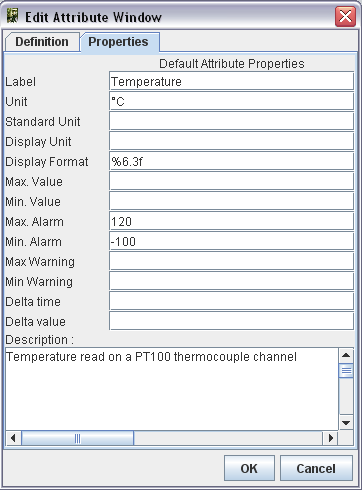 Edit Attribute Window
Definition Properties
Default Attribute Properties
Label Temperature
Unit °C
Standard Unit
Display Unit
Display Format %6.3f
Max. Value
Min. Value
Max. Alarm 120
Min. Alarm -100
Max Warning
Min Warning
Delta time
Delta value
Description :
Temperature read on a PT100 thermocouple channel
OK Cancel